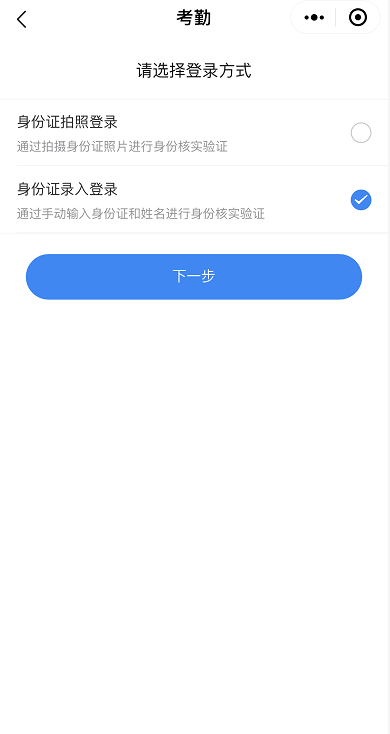 考勤
请选择登录方式
身份证拍照登录
通过拍摄身份证照片进行身份核实验证
身份证录入登录
通过手动输入身份证和姓名进行身份核实验证
下一步